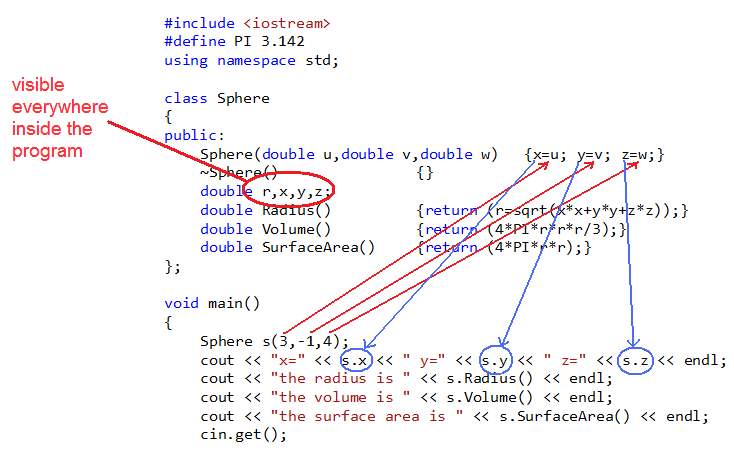 #include <iostream>
#define PI 3.142
using namespace std;
visible
everywhere
inside the
program
class Sphere
{
public:
Sphere(double u,double v,double w) {x=u; y=v; z=w;}
~Sphere() {}
double r,x,y,z;
double Radius() {return (r=sqrt(x*x+y*y+z*z));}
double Volume() {return (4*PI*r*r*r/3);}
double SurfaceArea() {return (4*PI*r*r);}
};
void main()
{
Sphere s(3,-1,4);
cout << "x=" << s.x << " y=" << s.y << " z=" << s.z << endl;
cout << "the radius is " << s.Radius() << endl;
cout << "the volume is " << s.Volume() << endl;
cout << "the surface area is " << s.SurfaceArea() << endl;
cin.get();